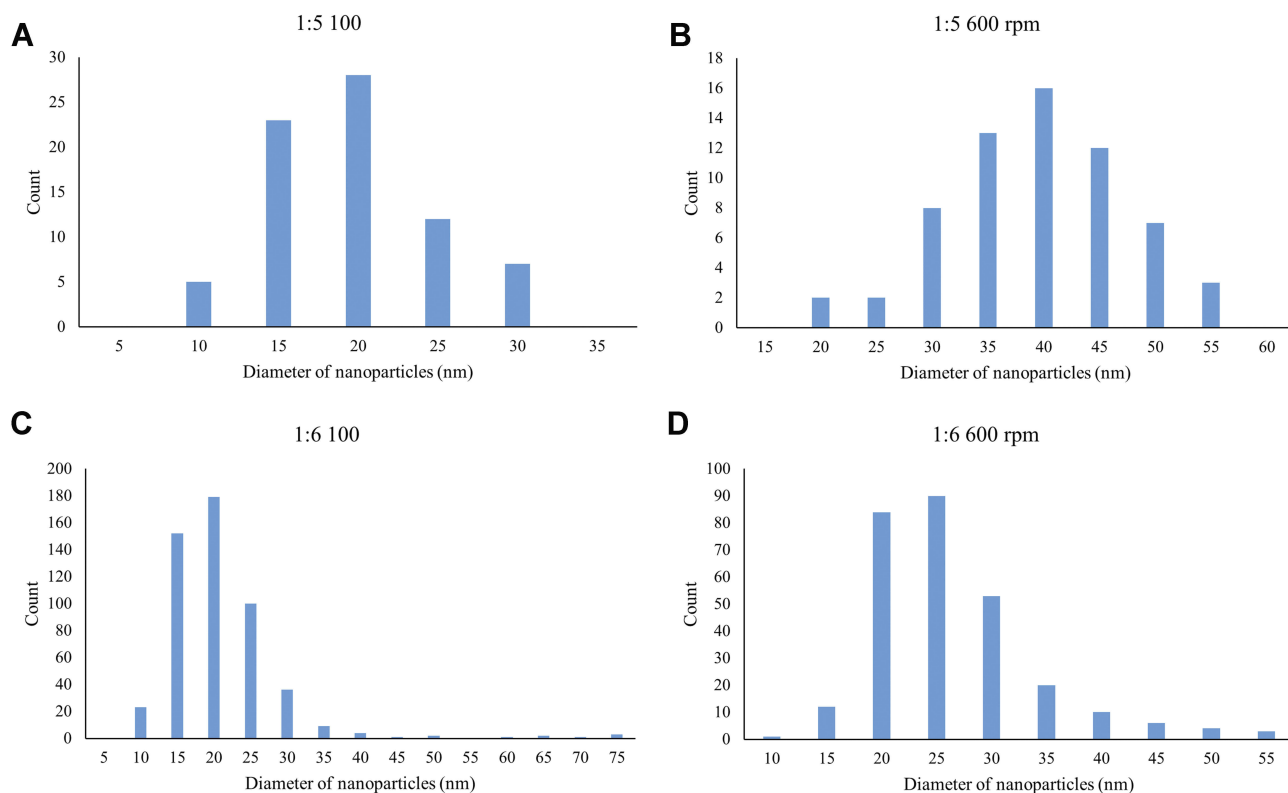 A
1:5 100
30
25
20
15
10
5
0
Count
5 10 15 20 25 30 35
Diameter of nanoparticles (nm)
B
1:5 600 rpm
18
16
14
12
10
8
6
4
2
0
Count
15 20 25 30 35 40 45 50 55 60
Diameter of nanoparticles (nm)
C
1:6 100
200
180
160
140
120
100
80
60
40
20
0
Count
5 10 15 20 25 30 35 40 45 50 55 60 65 70 75
Diameter of nanoparticles (nm)
D
1:6 600 rpm
100
90
80
70
60
50
40
30
20
10
0
Count
10 15 20 25 30 35 40 45 50 55
Diameter of nanoparticles (nm)